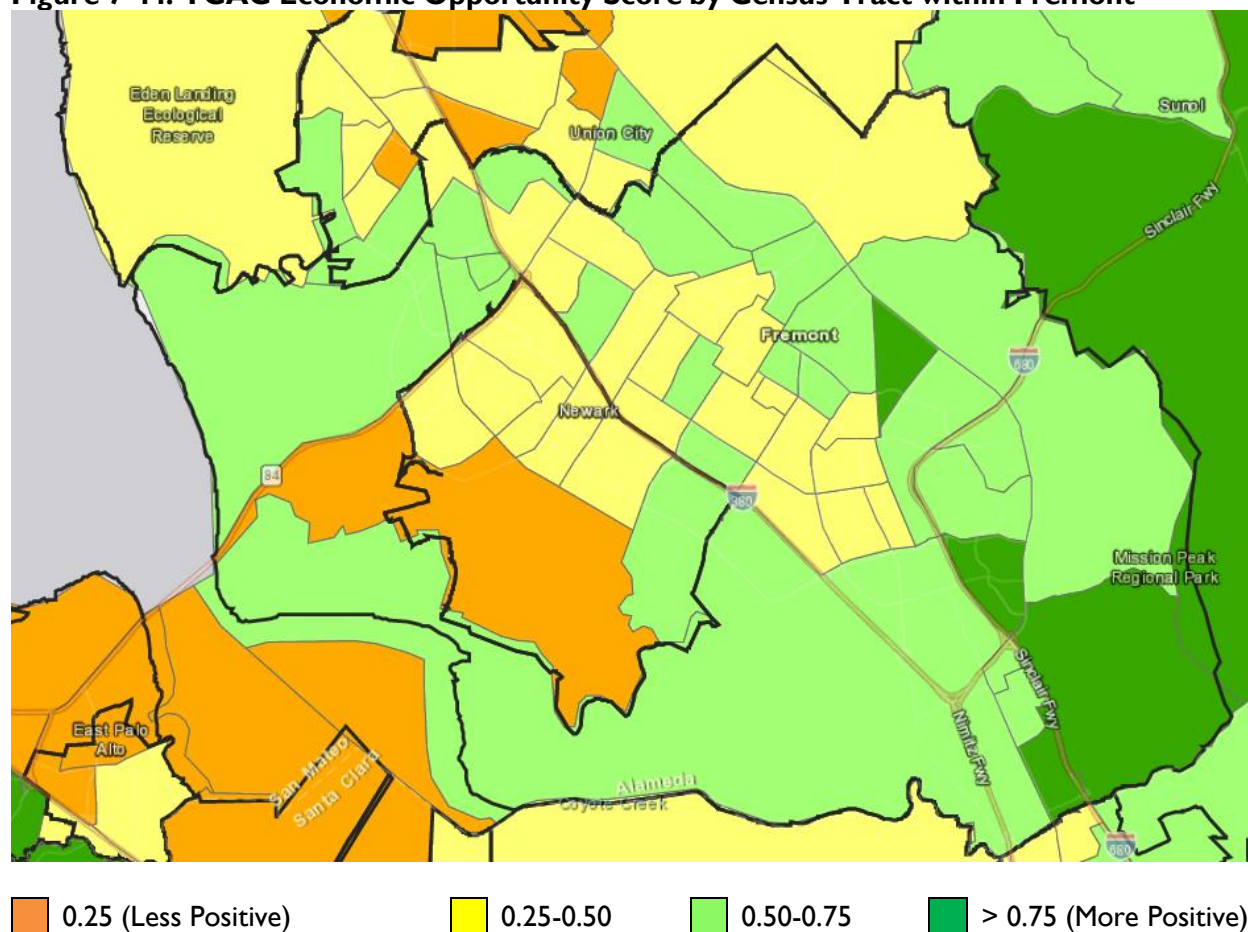 Figure 7-44: TCAC Economic Opportunity Score by Census Tract within Fremont
Eden Landing
Ecological
Reserve
Union City
Sunol
Sinclair Fwy
Fremont
680
Newark
84
880
Mission Peak
Regional Park
Sinclair Fwy
East Palo
Alto
San Mateo
Santa Clara
Nimitz Fwy
Alameda
Coyote Creek
680
0.25 (Less Positive)
0.25-0.50
0.50-0.75
> 0.75 (More Positive)